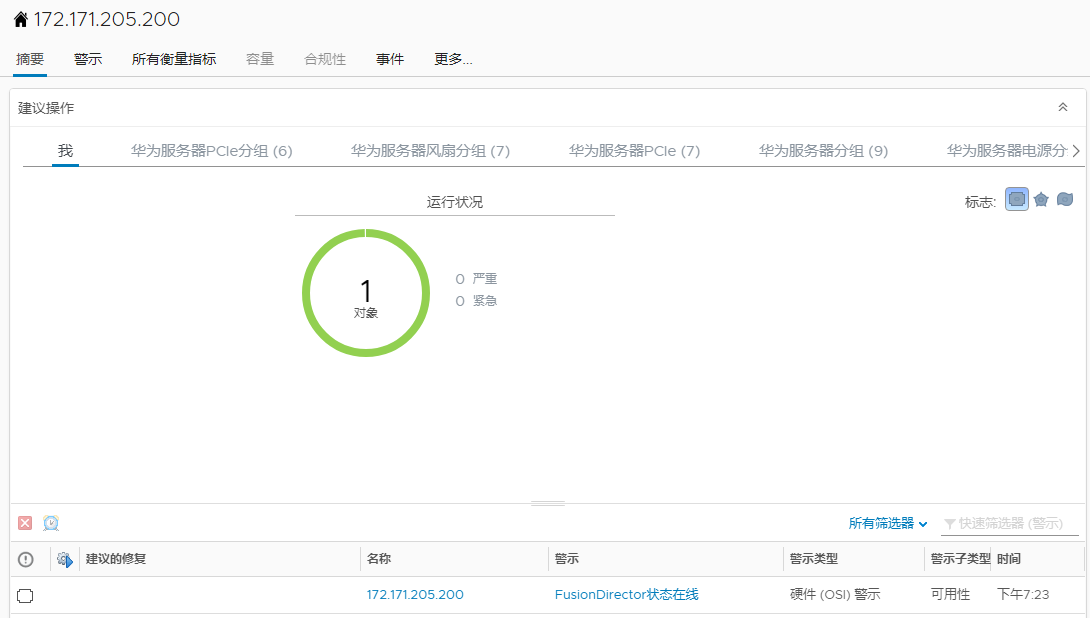 172.171.205.200
摘要 警示 所有衡量指标 容量 合规性 事件 更多...
建议操作
我 华为服务器PCIe分组 (6) 华为服务器风扇分组 (7) 华为服务器PCIe (7) 华为服务器分组 (9) 华为服务器电源分
运行状况 标志:
0 严重
1
0 紧急
对象
所有筛选器 快速筛选器 (警示)
建议的修复 名称 警示 警示类型 警示子类型 时间
172.171.205.200 FusionDirector状态在线 硬件 (OSI) 警示 可用性 下午7:23